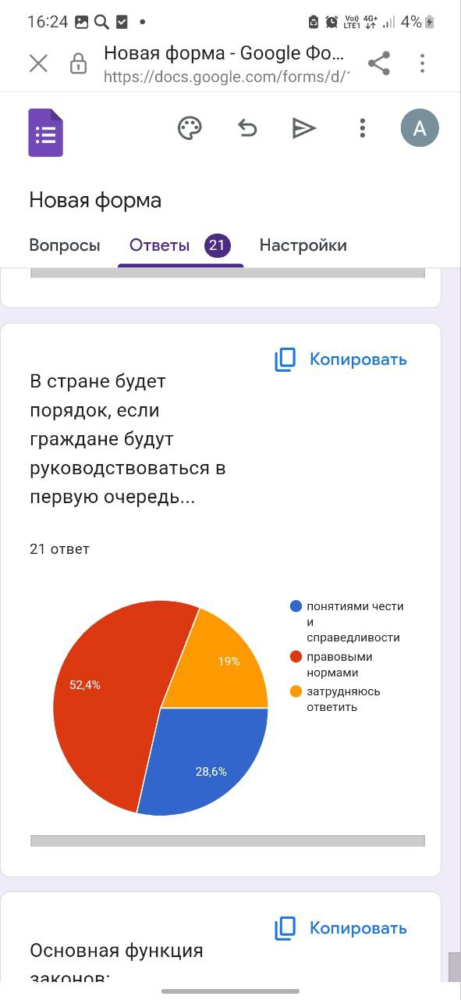 16:24
Vo)) LTE1 4G+ 4%
Новая форма - Google Фо...
https://docs.google.com/forms/d/
A
Новая форма
Вопросы Ответы 21 Настройки
Копировать
В стране будет
порядок, если
граждане будут
руководствоваться в
первую очередь...
21 ответ
понятиями чести
и
справедливости
правовыми
нормами
затрудняюсь
ответить
19%
52,4%
28,6%
Копировать
Основная функция
законов: